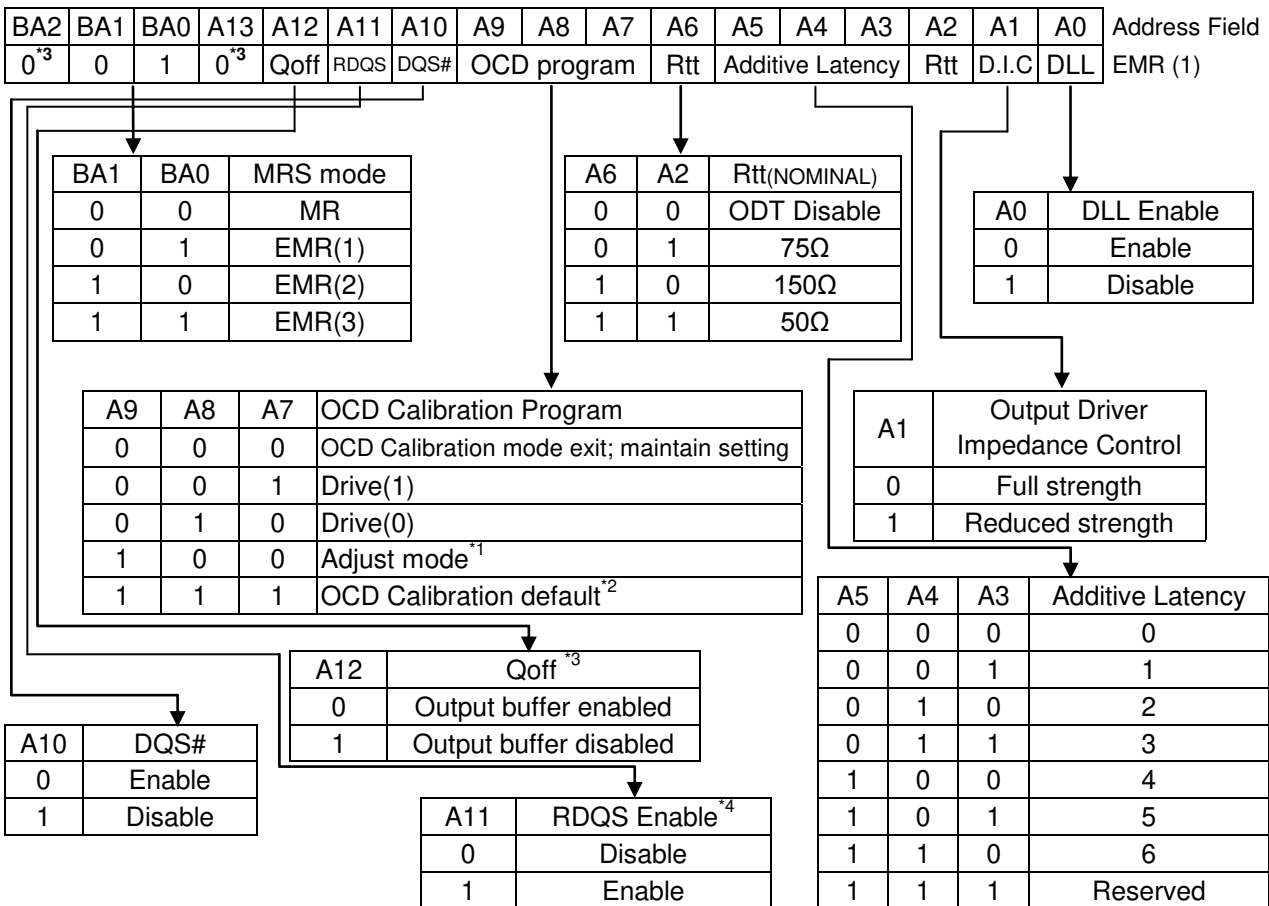 BA2 BA1 BA0 A13 A12 A11 A10 A9 A8 A7 A6 A5 A4 A3 A2 A1 A0 Address Field
0*3 0 1 0*3 Qoff RDQS DQS# OCD program Rtt Additive Latency Rtt D.I.C DLL EMR (1)
BA1 BA0 MRS mode
0 0 MR
0 1 EMR(1)
1 0 EMR(2)
1 1 EMR(3)
A6 A2 Rtt(NOMINAL)
0 0 ODT Disable
0 1 75Ω
1 0 150Ω
1 1 50Ω
A0 DLL Enable
0 Enable
1 Disable
A9 A8 A7 OCD Calibration Program
0 0 0 OCD Calibration mode exit; maintain setting
0 0 1 Drive(1)
0 1 0 Drive(0)
1 0 0 Adjust mode*1
1 1 1 OCD Calibration default*2
A1 Output Driver
Impedance Control
0 Full strength
1 Reduced strength
A12 Qoff *3
0 Output buffer enabled
1 Output buffer disabled
A10 DQS#
0 Enable
1 Disable
A11 RDQS Enable*4
0 Disable
1 Enable
A5 A4 A3 Additive Latency
0 0 0 0
0 0 1 1
0 1 0 2
0 1 1 3
1 0 0 4
1 0 1 5
1 1 0 6
1 1 1 Reserved